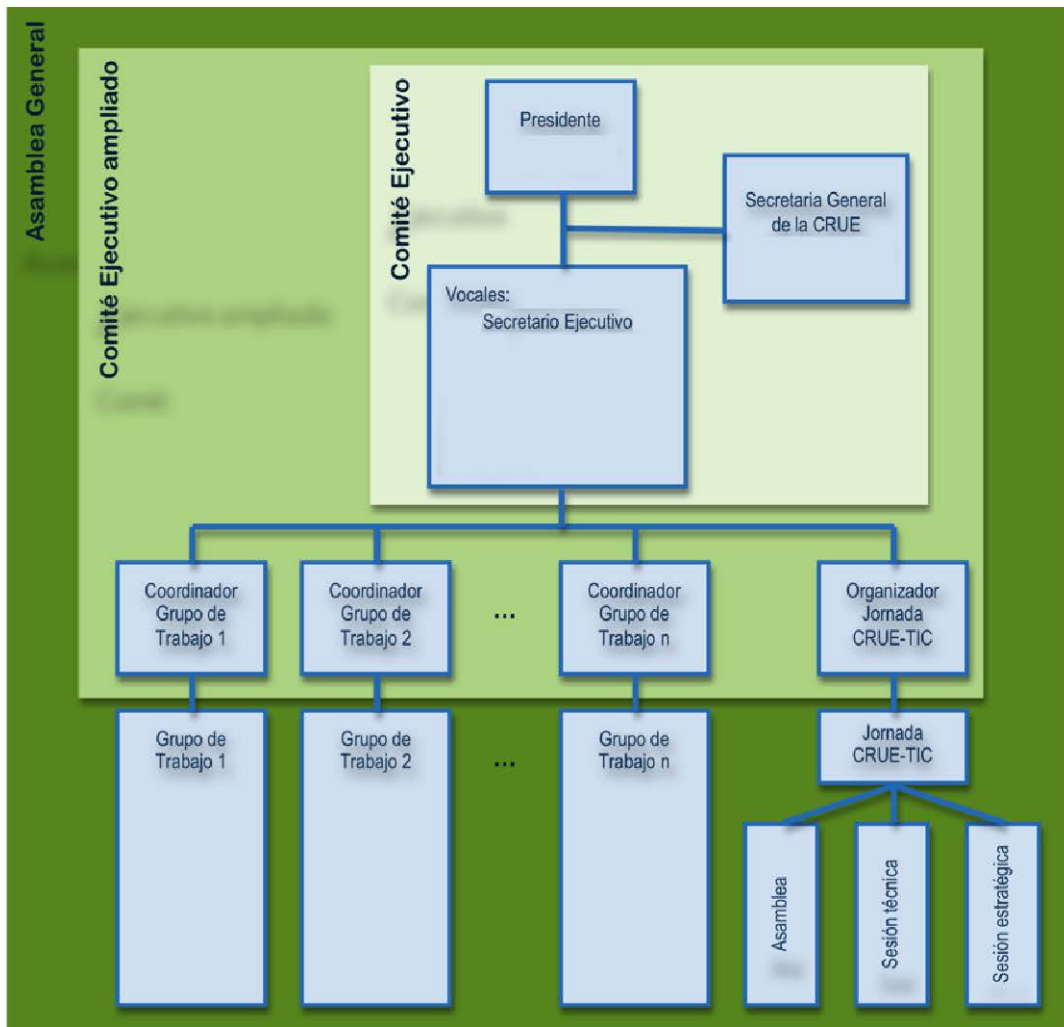 Asamblea General
Comité Ejecutivo ampliado
Comité Ejecutivo
Presidente
Secretaria General
de la CRUE
Vocales:
Secretario Ejecutivo
Coordinador
Grupo de
Trabajo 1
Coordinador
Grupo de
Trabajo 2
...
Coordinador
Grupo de
Trabajo n
Organizador
Jornada
CRUE-TIC
Grupo de
Trabajo 1
Grupo de
Trabajo 2
...
Grupo de
Trabajo n
Jornada
CRUE-TIC
Asamblea
Sesión técnica
Sesión estratégica